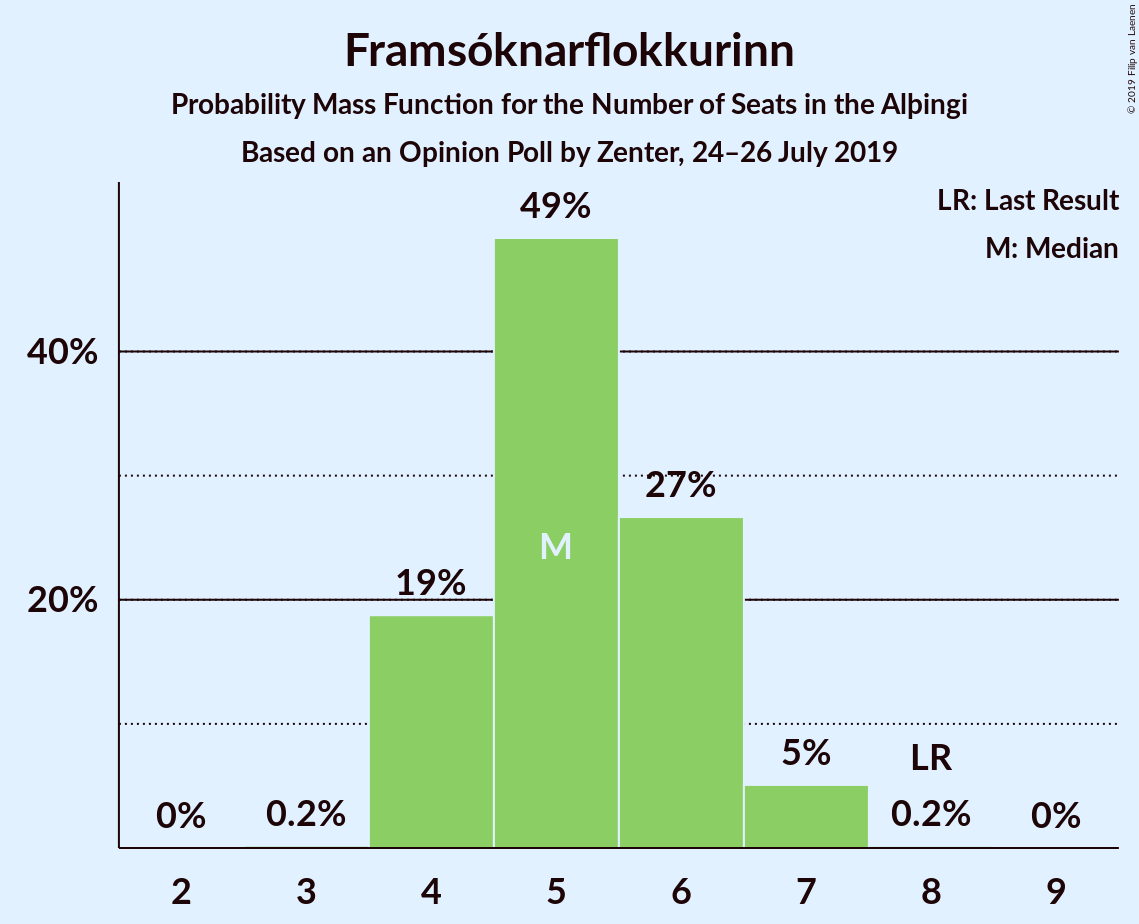 Framsóknarflokkurinn
Probability Mass Function for the Number of Seats in the Alþingi
Based on an Opinion Poll by Zenter, 24–26 July 2019
© 2019 Filip van Laenen
LR: Last Result
M: Median
40%
20%
0%
0.2%
19%
49%
M
27%
5%
LR
0.2%
0%
2 3 4 5 6 7 8 9